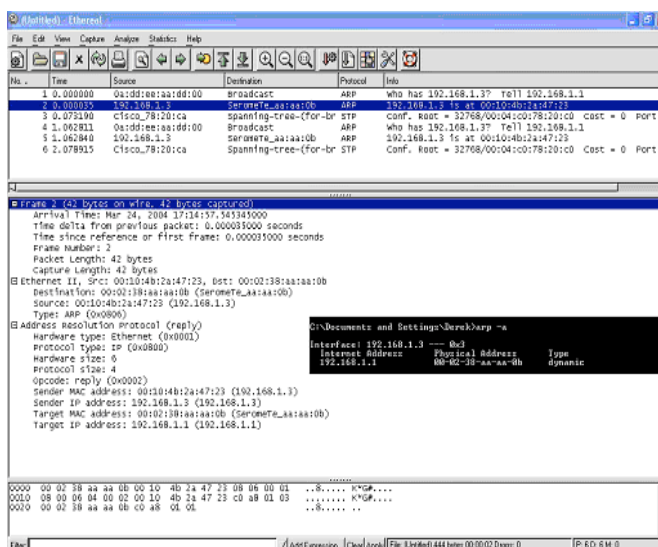 (Untitled) - Ethereal
File Edit View Capture Analyze Statistics Help
No. . Time Source Destination Protocol Info
1 0.000000 0a:dd:ee:aa:dd:00 Broadcast ARP Who has 192.168.1.3? Tell 192.168.1.1
2 0.000035 192.168.1.3 SeromeTe_aa:aa:0b ARP 192.168.1.3 is at 00:10:4b:2a:47:23
3 0.073190 Cisco_78:20:ca Spanning-tree-(for-br STP Conf. Root = 32768/00:04:c0:78:20:c0 Cost = 0 Port
4 1.062811 0a:dd:ee:aa:dd:00 Broadcast ARP Who has 192.168.1.3? Tell 192.168.1.1
5 1.062840 192.168.1.3 SeromeTe_aa:aa:0b ARP 192.168.1.3 is at 00:10:4b:2a:47:23
6 2.078915 Cisco_78:20:ca Spanning-tree-(for-br STP Conf. Root = 32768/00:04:c0:78:20:c0 Cost = 0 Port
Frame 2 (42 bytes on wire, 42 bytes captured)
Arrival Time: Mar 24, 2004 17:14:57.545345000
Time delta from previous packet: 0.000035000 seconds
Time since reference or first frame: 0.000035000 seconds
Frame Number: 2
Packet Length: 42 bytes
Capture Length: 42 bytes
Ethernet II, Src: 00:10:4b:2a:47:23, Dst: 00:02:38:aa:aa:0b
Destination: 00:02:38:aa:aa:0b (SeromeTe_aa:aa:0b)
Source: 00:10:4b:2a:47:23 (192.168.1.3)
Type: ARP (0x0806)
Address Resolution Protocol (reply)
Hardware type: Ethernet (0x0001)
Protocol type: IP (0x0800)
Hardware size: 6
Protocol size: 4
Opcode: reply (0x0002)
Sender MAC address: 00:10:4b:2a:47:23 (192.168.1.3)
Sender IP address: 192.168.1.3 (192.168.1.3)
Target MAC address: 00:02:38:aa:aa:0b (SeromeTe_aa:aa:0b)
Target IP address: 192.168.1.1 (192.168.1.1)
C:\Documents and Settings\Derek>arp -a
Interface: 192.168.1.3 --- 0x3
Internet Address Physical Address Type
192.168.1.1 00-02-38-aa-aa-0b dynamic
0000 00 02 38 aa aa 0b 00 10 4b 2a 47 23 08 06 00 01 ..8..... K*G#....
0010 08 00 06 04 00 02 00 10 4b 2a 47 23 c0 a8 01 03 ........ K*G#....
0020 00 02 38 aa aa 0b c0 a8 01 01 ..8..... ..
Filter: Add Expression... Clear Apply File: (Untitled) 444 bytes 00:00:02 Drops: 0 P: 6 D: 6 M: 0